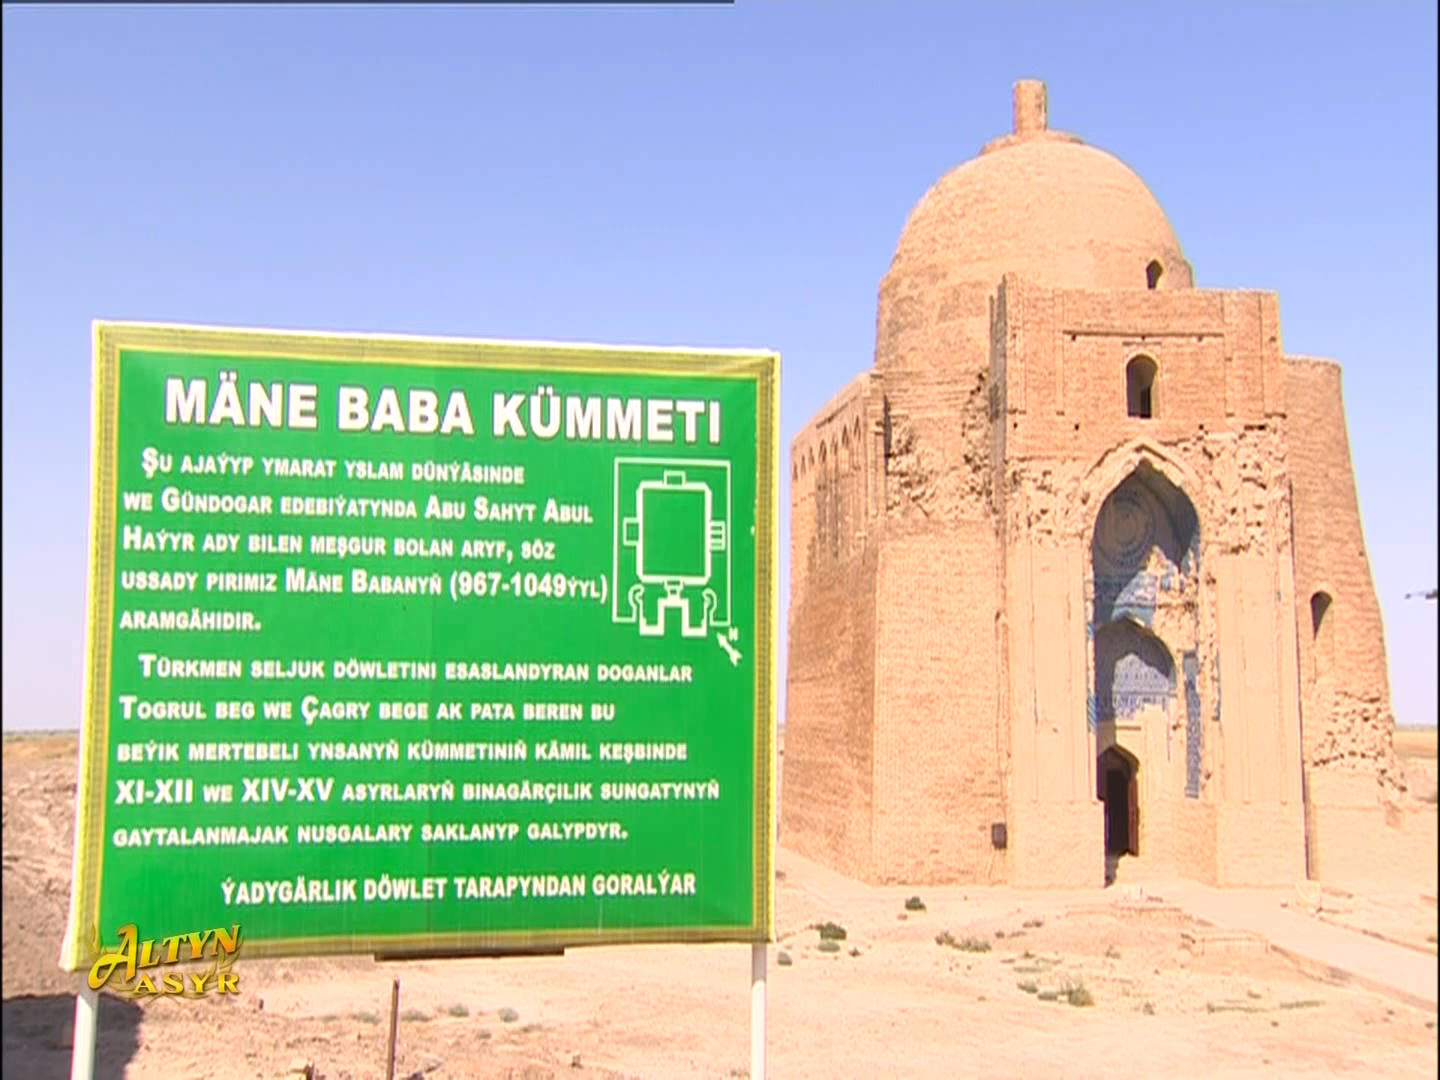 MÄNE BABA KÜMMETI
ŞU AJAÝYP YMARAT YSLAM DÜNÝÄSINDE
WE GÜNDOGAR EDEBIÝATYNDA ABU SAHYT ABUL
HAÝYR ADY BILEN MEŞGUR BOLAN ARYF, SÖZ
USSADY PIRIMIZ MÄNE BABANYŇ (967-1049ÝYL)
ARAMGÄHIDIR.
TÜRKMEN SELJUK DÖWLETINI ESASLANDYRAN DOGANLAR
TOGRUL BEG WE ÇAGRY BEGE AK PATA BEREN BU
BEÝIK MERTEBELI YNSANYŇ KÜMMETINIŇ KÄMIL KEŞBINDE
XI-XII WE XIV-XV ASYRLARYŇ BINAGÄRÇILIK SUNGATYNYŇ
GAYTALANMAJAK NUSGALARY SAKLANYP GALYPDYR.
ÝADYGÄRLIK DÖWLET TARAPYNDAN GORALÝAR
N
ALTYN
ASYR